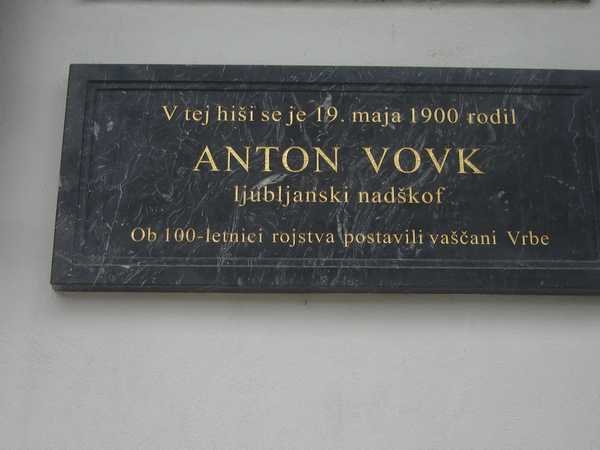 V tej hiši se je 19. maja 1900 rodil
ANTON VOVK
ljubljanski nadškof
Ob 100-letnici rojstva postavili vaščani Vrbe